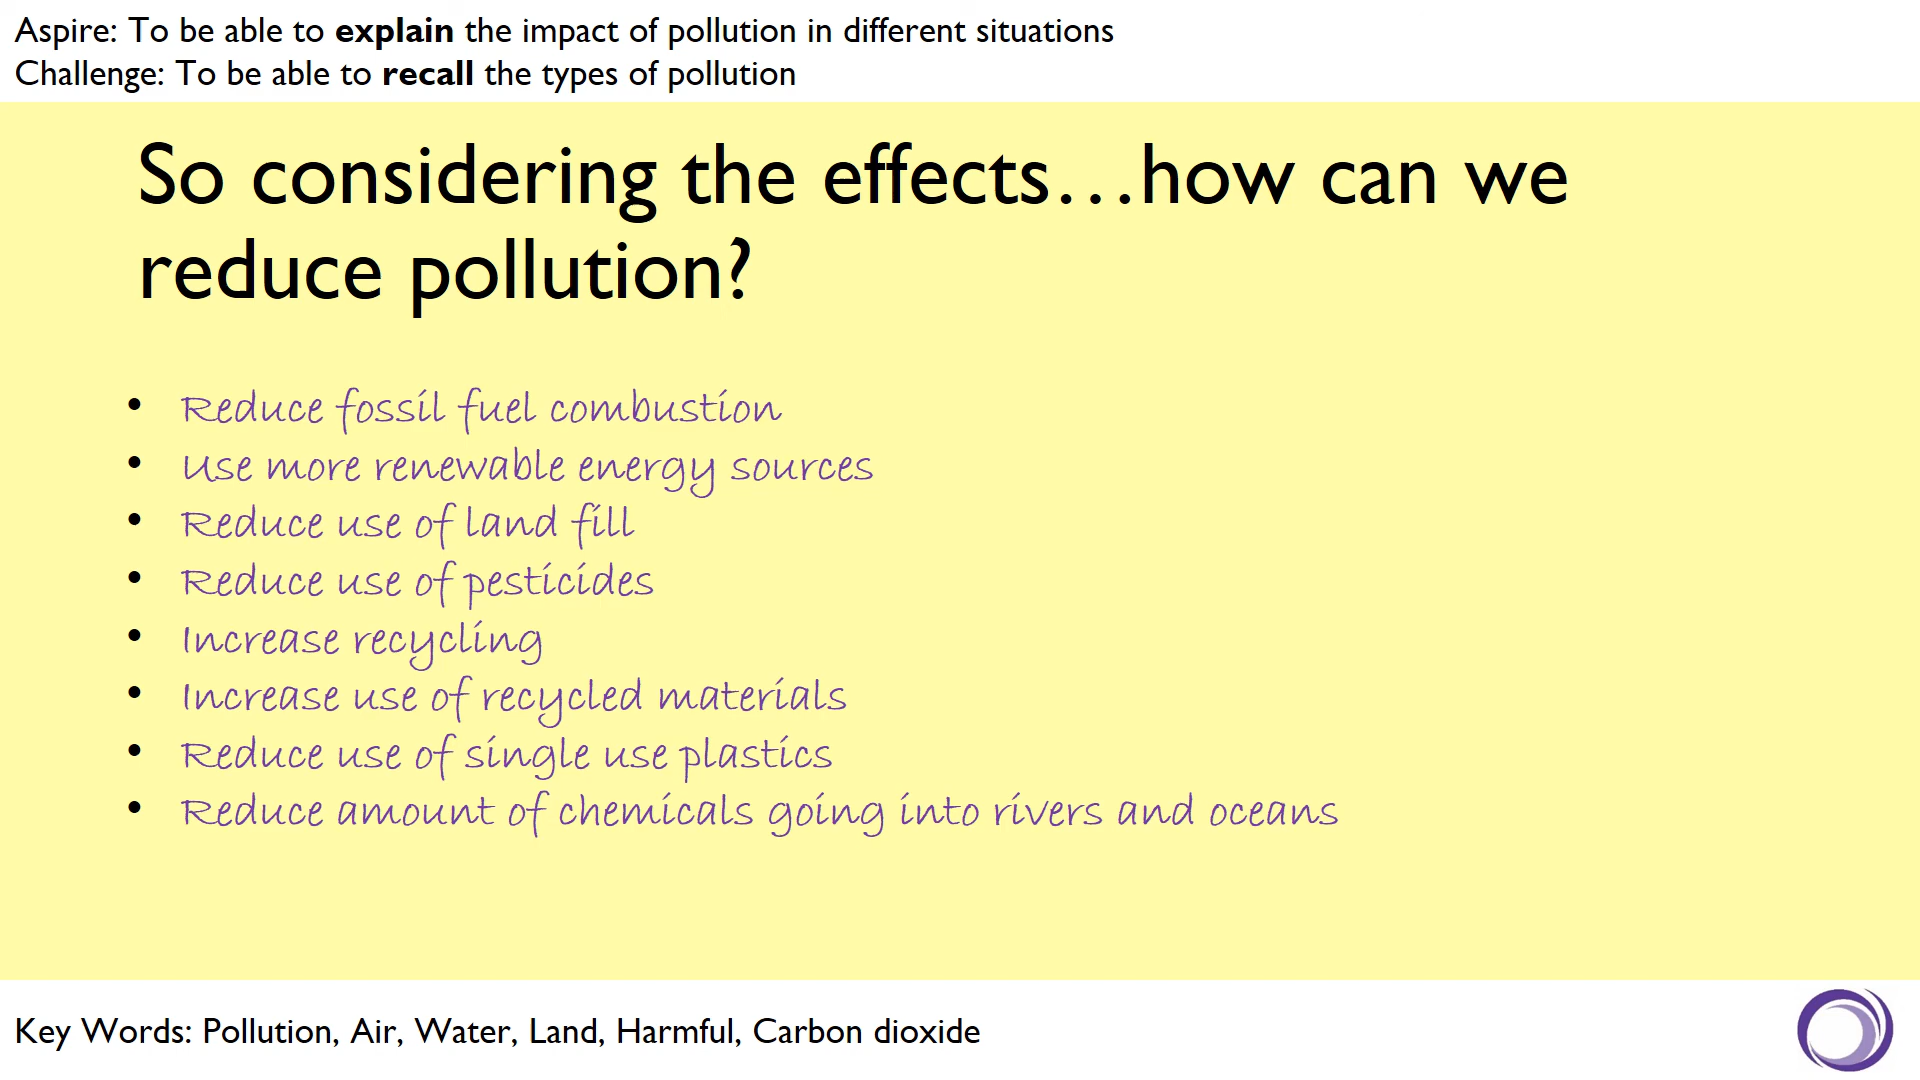 Aspire: To be able to explain the impact of pollution in different situations
Challenge: To be able to recall the types of pollution
So considering the effects…how can we
reduce pollution?
• Reduce fossil fuel combustion
• Use more renewable energy sources
• Reduce use of land fill
• Reduce use of pesticides
• Increase recycling
• Increase use of recycled materials
• Reduce use of single use plastics
• Reduce amount of chemicals going into rivers and oceans
Key Words: Pollution, Air, Water, Land, Harmful, Carbon dioxide